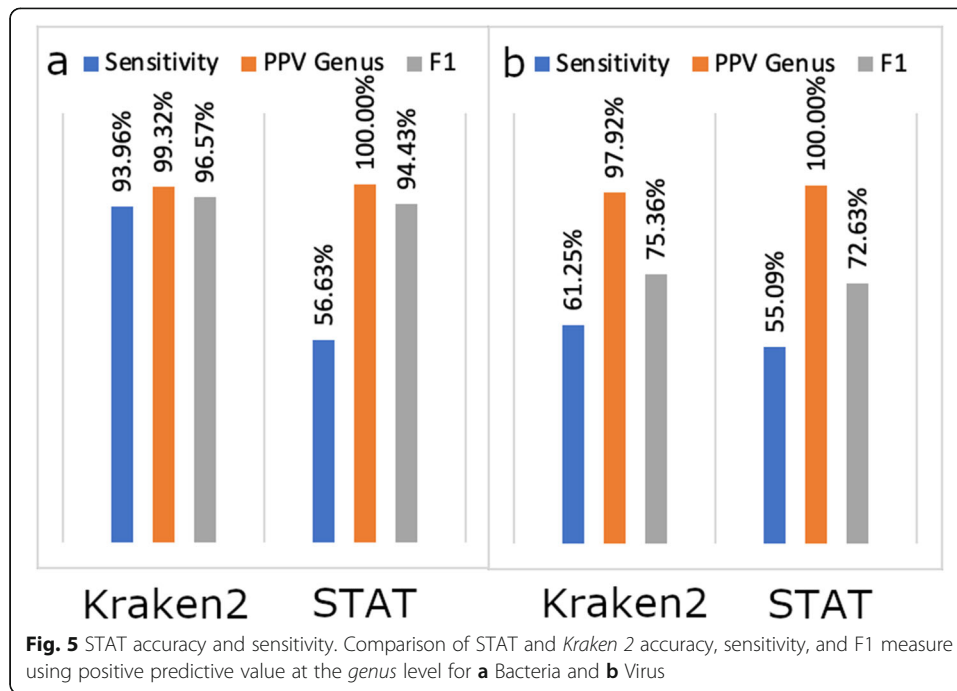 a Sensitivity PPV Genus F1
93.96%
99.32%
96.57%
56.63%
100.00%
94.43%
Kraken2 STAT
b Sensitivity PPV Genus F1
61.25%
97.92%
75.36%
55.09%
100.00%
72.63%
Kraken2 STAT
Fig. 5 STAT accuracy and sensitivity. Comparison of STAT and Kraken 2 accuracy, sensitivity, and F1 measure
using positive predictive value at the genus level for a Bacteria and b Virus